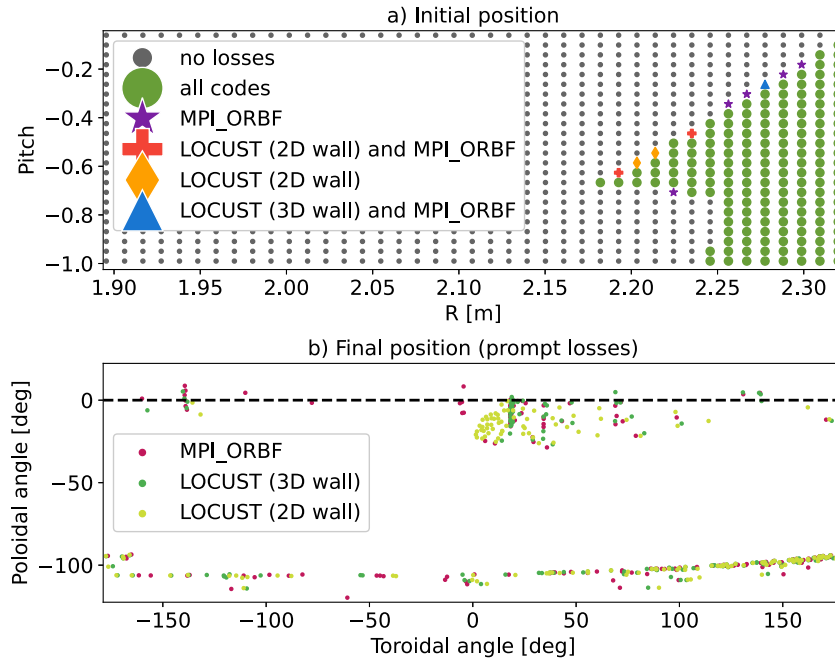 a) Initial position
no losses
all codes
MPI_ORBF
LOCUST (2D wall) and MPI_ORBF
LOCUST (2D wall)
LOCUST (3D wall) and MPI_ORBF
Pitch
−0.2
−0.4
−0.6
−0.8
−1.0
1.90 1.95 2.00 2.05 2.10 2.15 2.20 2.25 2.30
R [m]
b) Final position (prompt losses)
MPI_ORBF
LOCUST (3D wall)
LOCUST (2D wall)
Poloidal angle [deg]
0
−50
−100
−150 −100 −50 0 50 100 150
Toroidal angle [deg]